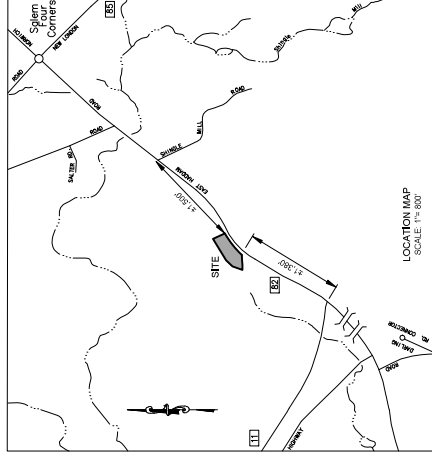 NORWICH
ROAD
Salem
Four
Corners
NEW LONDON
85
ROAD
ROAD
SALTER RD.
SHINGLE
MILL
ROAD
Shingle
Mill
EAST HADDAM
±1,500'
SITE
±1,380'
82
11
HIGHWAY
ROAD
DARLING
RD. CONNECTOR
LOCATION MAP
SCALE: 1"= 800'